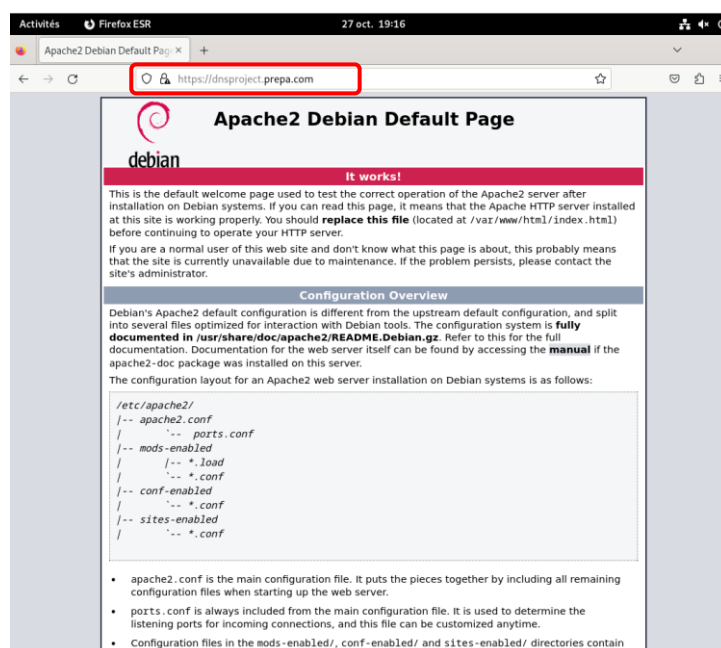 Activités Firefox ESR 27 oct. 19:16
Apache2 Debian Default Pag
https://dnsproject.prepa.com
debian
Apache2 Debian Default Page
It works!
This is the default welcome page used to test the correct operation of the Apache2 server after
installation on Debian systems. If you can read this page, it means that the Apache HTTP server installed
at this site is working properly. You should replace this file (located at /var/www/html/index.html)
before continuing to operate your HTTP server.
If you are a normal user of this web site and don't know what this page is about, this probably means
that the site is currently unavailable due to maintenance. If the problem persists, please contact the
site's administrator.
Configuration Overview
Debian's Apache2 default configuration is different from the upstream default configuration, and split
into several files optimized for interaction with Debian tools. The configuration system is fully
documented in /usr/share/doc/apache2/README.Debian.gz. Refer to this for the full
documentation. Documentation for the web server itself can be found by accessing the manual if the
apache2-doc package was installed on this server.
The configuration layout for an Apache2 web server installation on Debian systems is as follows:
/etc/apache2/
|-- apache2.conf
|       `--  ports.conf
|-- mods-enabled
|       |-- *.load
|       `-- *.conf
|-- conf-enabled
|       `-- *.conf
|-- sites-enabled
|       `-- *.conf
• apache2.conf is the main configuration file. It puts the pieces together by including all remaining
configuration files when starting up the web server.
• ports.conf is always included from the main configuration file. It is used to determine the
listening ports for incoming connections, and this file can be customized anytime.
• Configuration files in the mods-enabled/, conf-enabled/ and sites-enabled/ directories contain